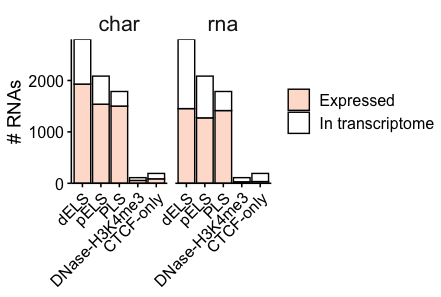 char
rna
# RNAs
2000
1000
0
dELS
pELS
PLS
DNase-H3K4me3
CTCF-only
dELS
pELS
PLS
DNase-H3K4me3
CTCF-only
Expressed
In transcriptome